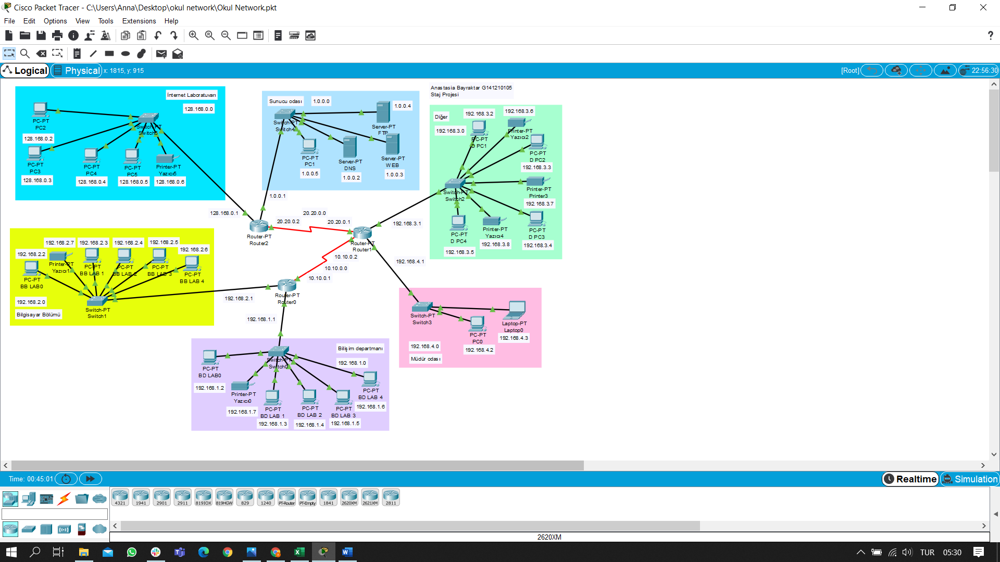 Cisco Packet Tracer - C:\Users\Anna\Desktop\okul network\Okul Network.pkt
File Edit Options View Tools Extensions Help
?
Logical Physical x: 1815, y: 915 [Root] 22:56:30
İnternet Laboratuvarı
128.168.0.0
PC-PT
PC2
128.168.0.2
PC-PT
PC3
128.168.0.3
PC-PT
PC4
128.168.0.4
PC-PT
PC5
128.168.0.5
Printer-PT
Yazıcı5
128.168.0.6
Switch-PT
Switch5
Sunucu odası
1.0.0.0
Switch-PT
Switch4
1.0.0.4
Server-PT
FTP
PC-PT
PC1
1.0.0.5
Server-PT
DNS
1.0.0.2
Server-PT
WEB
1.0.0.3
1.0.0.1
Anastasia Bayraktar G141210105
Staj Projesi
Diğer
192.168.3.0
192.168.3.2
192.168.3.6
PC-PT
D PC1
Printer-PT
Yazıcı2
PC-PT
D PC2
192.168.3.3
Printer-PT
Printer3
192.168.3.7
Switch-PT
Switch2
PC-PT
D PC4
192.168.3.5
Printer-PT
Yazıcı4
192.168.3.8
PC-PT
D PC3
192.168.3.4
128.168.0.1
20.20.0.0
20.20.0.2
20.20.0.1
192.168.3.1
Router-PT
Router2
Router-PT
Router1
10.10.0.2
10.10.0.0
10.10.0.1
192.168.4.1
192.168.2.7
192.168.2.3
192.168.2.4
192.168.2.5
192.168.2.6
192.168.2.2
PC-PT
BB LAB0
Printer-PT
Yazıcı1
PC-PT
BB LAB 1
PC-PT
BB LAB 2
PC-PT
BB LAB 3
PC-PT
BB LAB 4
192.168.2.0
Bilgisayar Bölümü
Switch-PT
Switch1
192.168.2.1
Router-PT
Router0
192.168.1.1
Switch-PT
Switch3
PC-PT
PC0
192.168.4.2
Laptop-PT
Laptop0
192.168.4.3
192.168.4.0
Müdür odası
Bilişim departmanı
192.168.1.0
Switch-PT
Switch0
PC-PT
BD LAB0
192.168.1.2
Printer-PT
Yazıcı0
192.168.1.7
PC-PT
BD LAB 1
192.168.1.3
PC-PT
BD LAB 2
192.168.1.4
PC-PT
BD LAB 3
192.168.1.5
PC-PT
BD LAB 4
192.168.1.6
Time: 00:45:01 Realtime Simulation
4321 1941 2901 2911 819IOX 819HGW 829 1240 PT-Router PT-Empty 1841 2620XM 2621XM 2811
2620XM
TUR 05:30